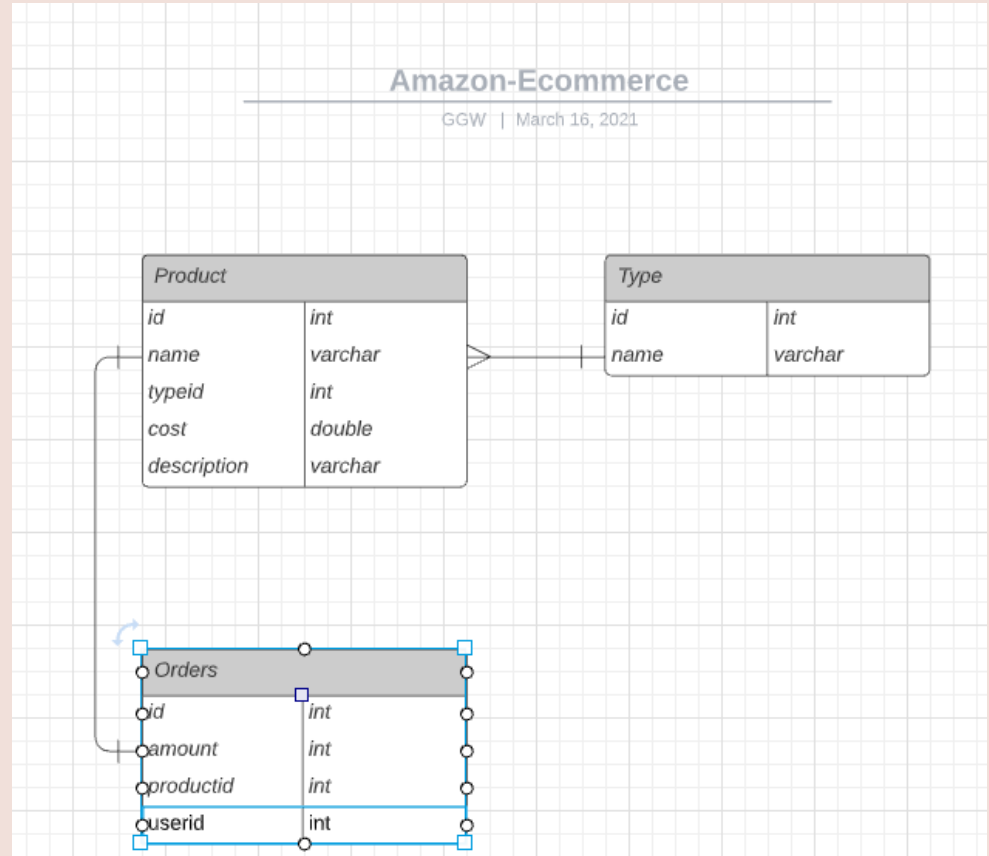 Amazon-Ecommerce
GGW | March 16, 2021
Product
id int
name varchar
typeid int
cost double
description varchar
Type
id int
name varchar
Orders
id int
amount int
productid int
userid int